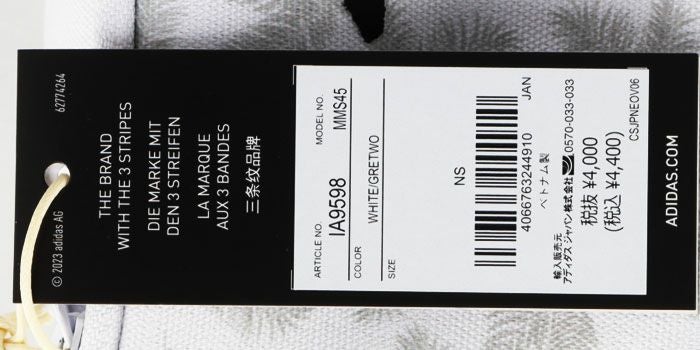 62774264
© 2023 adidas AG
THE BRAND
WITH THE 3 STRIPES
DIE MARKE MIT
DEN 3 STREIFEN
LA MARQUE
AUX 3 BANDES
三条纹品牌
ARTICLE NO.
IA9598
MODEL NO.
MMS45
COLOR
WHITE/GRETWO
SIZE
NS
JAN
4066763244910
ベトナム製
輸入販売元
アディダス ジャパン株式会社
0570-033-033
税抜 ¥4,000
(税込 ¥4,400)
CSJPNEOV06
ADIDAS.COM